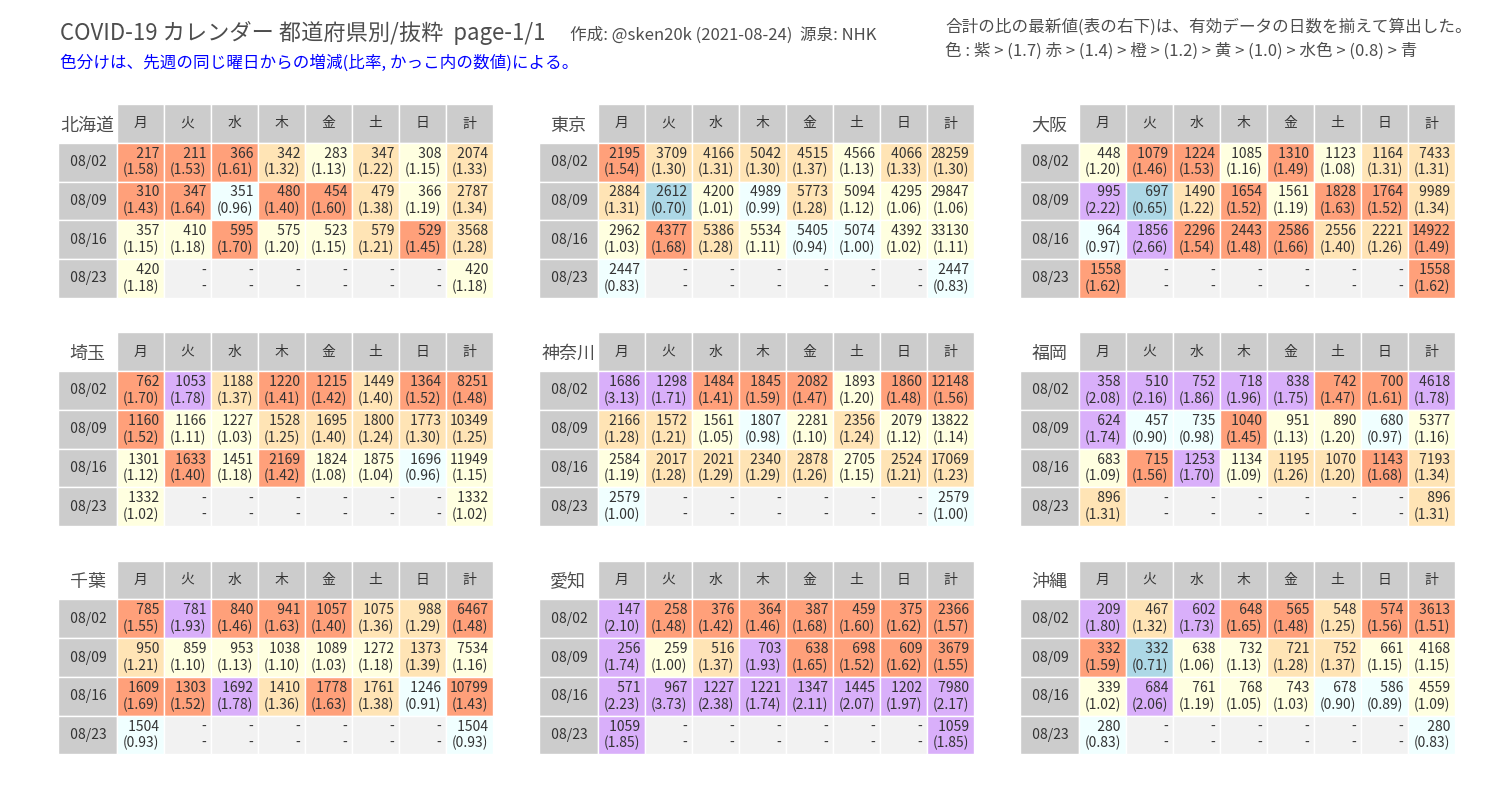 COVID-19 カレンダー 都道府県別/抜粋 page-1/1 作成: @sken20k (2021-08-24) 源泉: NHK
合計の比の最新値(表の右下)は、有効データの日数を揃えて算出した。
色分けは、先週の同じ曜日からの増減(比率, かっこ内の数値)による。
色 : 紫 > (1.7) 赤 > (1.4) > 橙 > (1.2) > 黄 > (1.0) > 水色 > (0.8) > 青
北海道 月 火 水 木 金 土 日 計
08/02 217 211 366 342 283 347 308 2074
(1.58) (1.53) (1.61) (1.32) (1.13) (1.22) (1.15) (1.33)
08/09 310 347 351 480 454 479 366 2787
(1.43) (1.64) (0.96) (1.40) (1.60) (1.38) (1.19) (1.34)
08/16 357 410 595 575 523 579 529 3568
(1.15) (1.18) (1.70) (1.20) (1.15) (1.21) (1.45) (1.28)
08/23 420 - - - - - - 420
(1.18) - - - - - - (1.18)
東京 月 火 水 木 金 土 日 計
08/02 2195 3709 4166 5042 4515 4566 4066 28259
(1.54) (1.30) (1.31) (1.30) (1.37) (1.13) (1.33) (1.30)
08/09 2884 2612 4200 4989 5773 5094 4295 29847
(1.31) (0.70) (1.01) (0.99) (1.28) (1.12) (1.06) (1.06)
08/16 2962 4377 5386 5534 5405 5074 4392 33130
(1.03) (1.68) (1.28) (1.11) (0.94) (1.00) (1.02) (1.11)
08/23 2447 - - - - - - 2447
(0.83) - - - - - - (0.83)
大阪 月 火 水 木 金 土 日 計
08/02 448 1079 1224 1085 1310 1123 1164 7433
(1.20) (1.46) (1.53) (1.16) (1.49) (1.08) (1.31) (1.31)
08/09 995 697 1490 1654 1561 1828 1764 9989
(2.22) (0.65) (1.22) (1.52) (1.19) (1.63) (1.52) (1.34)
08/16 964 1856 2296 2443 2586 2556 2221 14922
(0.97) (2.66) (1.54) (1.48) (1.66) (1.40) (1.26) (1.49)
08/23 1558 - - - - - - 1558
(1.62) - - - - - - (1.62)
埼玉 月 火 水 木 金 土 日 計
08/02 762 1053 1188 1220 1215 1449 1364 8251
(1.70) (1.78) (1.37) (1.41) (1.42) (1.40) (1.52) (1.48)
08/09 1160 1166 1227 1528 1695 1800 1773 10349
(1.52) (1.11) (1.03) (1.25) (1.40) (1.24) (1.30) (1.25)
08/16 1301 1633 1451 2169 1824 1875 1696 11949
(1.12) (1.40) (1.18) (1.42) (1.08) (1.04) (0.96) (1.15)
08/23 1332 - - - - - - 1332
(1.02) - - - - - - (1.02)
神奈川 月 火 水 木 金 土 日 計
08/02 1686 1298 1484 1845 2082 1893 1860 12148
(3.13) (1.71) (1.41) (1.59) (1.47) (1.20) (1.48) (1.56)
08/09 2166 1572 1561 1807 2281 2356 2079 13822
(1.28) (1.21) (1.05) (0.98) (1.10) (1.24) (1.12) (1.14)
08/16 2584 2017 2021 2340 2878 2705 2524 17069
(1.19) (1.28) (1.29) (1.29) (1.26) (1.15) (1.21) (1.23)
08/23 2579 - - - - - - 2579
(1.00) - - - - - - (1.00)
福岡 月 火 水 木 金 土 日 計
08/02 358 510 752 718 838 742 700 4618
(2.08) (2.16) (1.86) (1.96) (1.75) (1.47) (1.61) (1.78)
08/09 624 457 735 1040 951 890 680 5377
(1.74) (0.90) (0.98) (1.45) (1.13) (1.20) (0.97) (1.16)
08/16 683 715 1253 1134 1195 1070 1143 7193
(1.09) (1.56) (1.70) (1.09) (1.26) (1.20) (1.68) (1.34)
08/23 896 - - - - - - 896
(1.31) - - - - - - (1.31)
千葉 月 火 水 木 金 土 日 計
08/02 785 781 840 941 1057 1075 988 6467
(1.55) (1.93) (1.46) (1.63) (1.40) (1.36) (1.29) (1.48)
08/09 950 859 953 1038 1089 1272 1373 7534
(1.21) (1.10) (1.13) (1.10) (1.03) (1.18) (1.39) (1.16)
08/16 1609 1303 1692 1410 1778 1761 1246 10799
(1.69) (1.52) (1.78) (1.36) (1.63) (1.38) (0.91) (1.43)
08/23 1504 - - - - - - 1504
(0.93) - - - - - - (0.93)
愛知 月 火 水 木 金 土 日 計
08/02 147 258 376 364 387 459 375 2366
(2.10) (1.48) (1.42) (1.46) (1.68) (1.60) (1.62) (1.57)
08/09 256 259 516 703 638 698 609 3679
(1.74) (1.00) (1.37) (1.93) (1.65) (1.52) (1.62) (1.55)
08/16 571 967 1227 1221 1347 1445 1202 7980
(2.23) (3.73) (2.38) (1.74) (2.11) (2.07) (1.97) (2.17)
08/23 1059 - - - - - - 1059
(1.85) - - - - - - (1.85)
沖縄 月 火 水 木 金 土 日 計
08/02 209 467 602 648 565 548 574 3613
(1.80) (1.32) (1.73) (1.65) (1.48) (1.25) (1.56) (1.51)
08/09 332 332 638 732 721 752 661 4168
(1.59) (0.71) (1.06) (1.13) (1.28) (1.37) (1.15) (1.15)
08/16 339 684 761 768 743 678 586 4559
(1.02) (2.06) (1.19) (1.05) (1.03) (0.90) (0.89) (1.09)
08/23 280 - - - - - - 280
(0.83) - - - - - - (0.83)